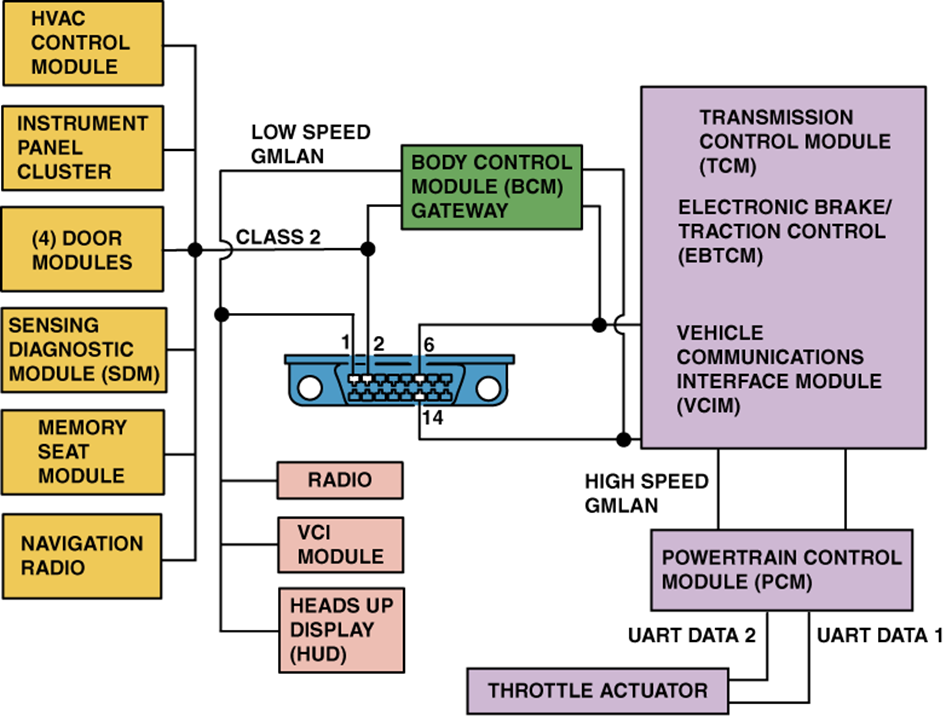 HVAC
CONTROL
MODULE
INSTRUMENT
PANEL
CLUSTER
(4) DOOR
MODULES
SENSING
DIAGNOSTIC
MODULE (SDM)
MEMORY
SEAT
MODULE
NAVIGATION
RADIO
LOW SPEED
GMLAN
CLASS 2
BODY CONTROL
MODULE (BCM)
GATEWAY
1
2
6
14
RADIO
VCI
MODULE
HEADS UP
DISPLAY
(HUD)
TRANSMISSION
CONTROL MODULE
(TCM)
ELECTRONIC BRAKE/
TRACTION CONTROL
(EBTCM)
VEHICLE
COMMUNICATIONS
INTERFACE MODULE
(VCIM)
HIGH SPEED
GMLAN
POWERTRAIN CONTROL
MODULE (PCM)
UART DATA 2
UART DATA 1
THROTTLE ACTUATOR